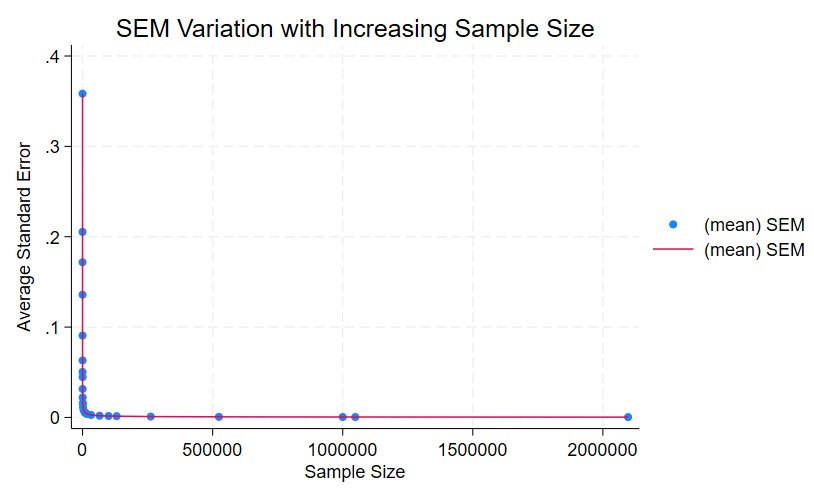 SEM Variation with Increasing Sample Size
.4
.3
.2
.1
0
Average Standard Error
0 500000 1000000 1500000 2000000
Sample Size
(mean) SEM
(mean) SEM